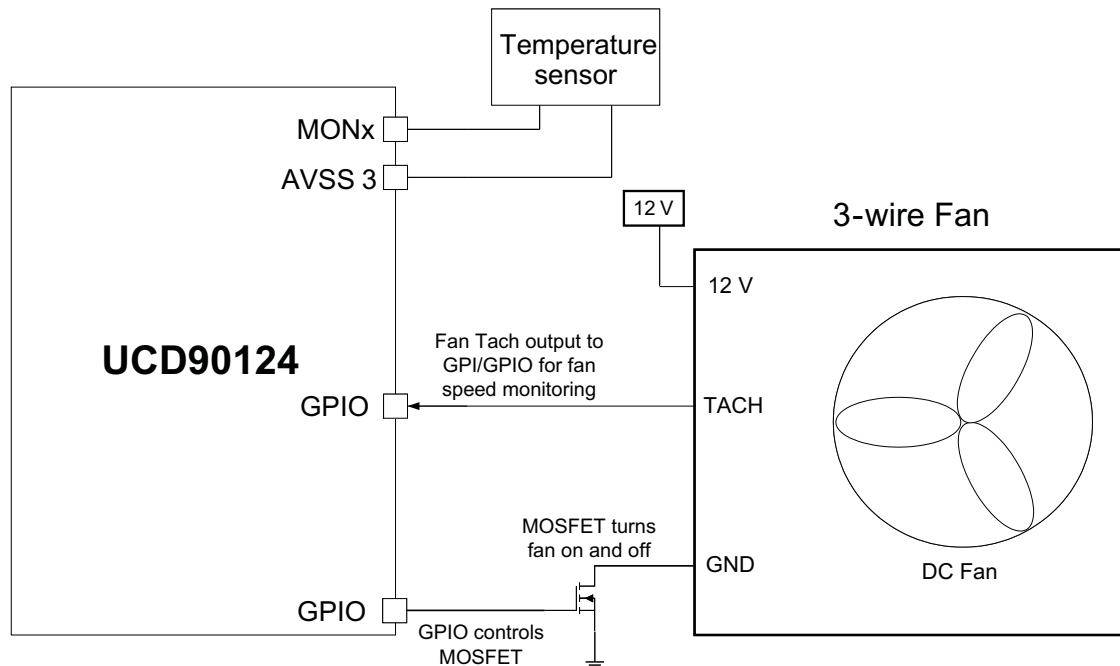 Temperature
sensor
MONx
AVSS 3
12 V
3-wire Fan
12 V
Fan Tach output to
GPI/GPIO for fan
speed monitoring
UCD90124
GPIO
TACH
MOSFET turns
fan on and off
GND
DC Fan
GPIO
GPIO controls
MOSFET